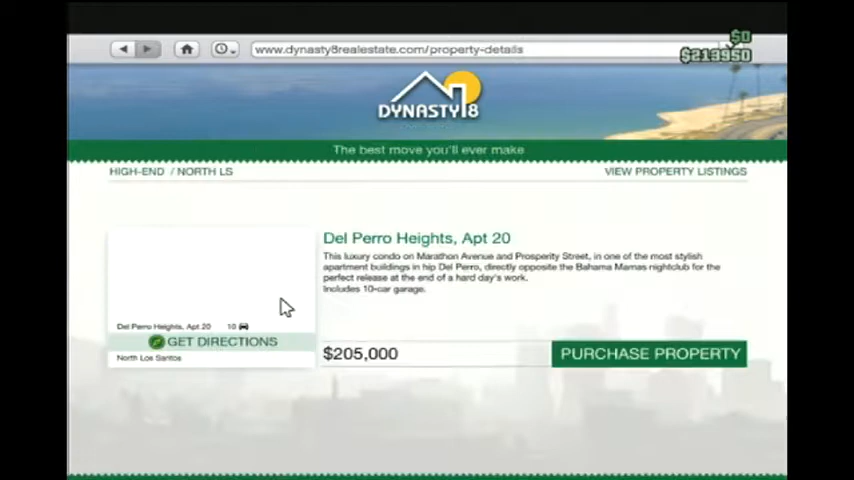 $0
www.dynasty8realestate.com/property-details
$213950
DYNASTY8
The best move you'll ever make
HIGH-END / NORTH LS
VIEW PROPERTY LISTINGS
Del Perro Heights, Apt 20
This luxury condo on Marathon Avenue and Prosperity Street, in one of the most stylish
apartment buildings in hip Del Perro, directly opposite the Bahama Mamas nightclub for the
perfect release at the end of a hard day's work.
Includes 10-car garage.
Del Perro Heights, Apt 20 10
GET DIRECTIONS
North Los Santos
$205,000
PURCHASE PROPERTY